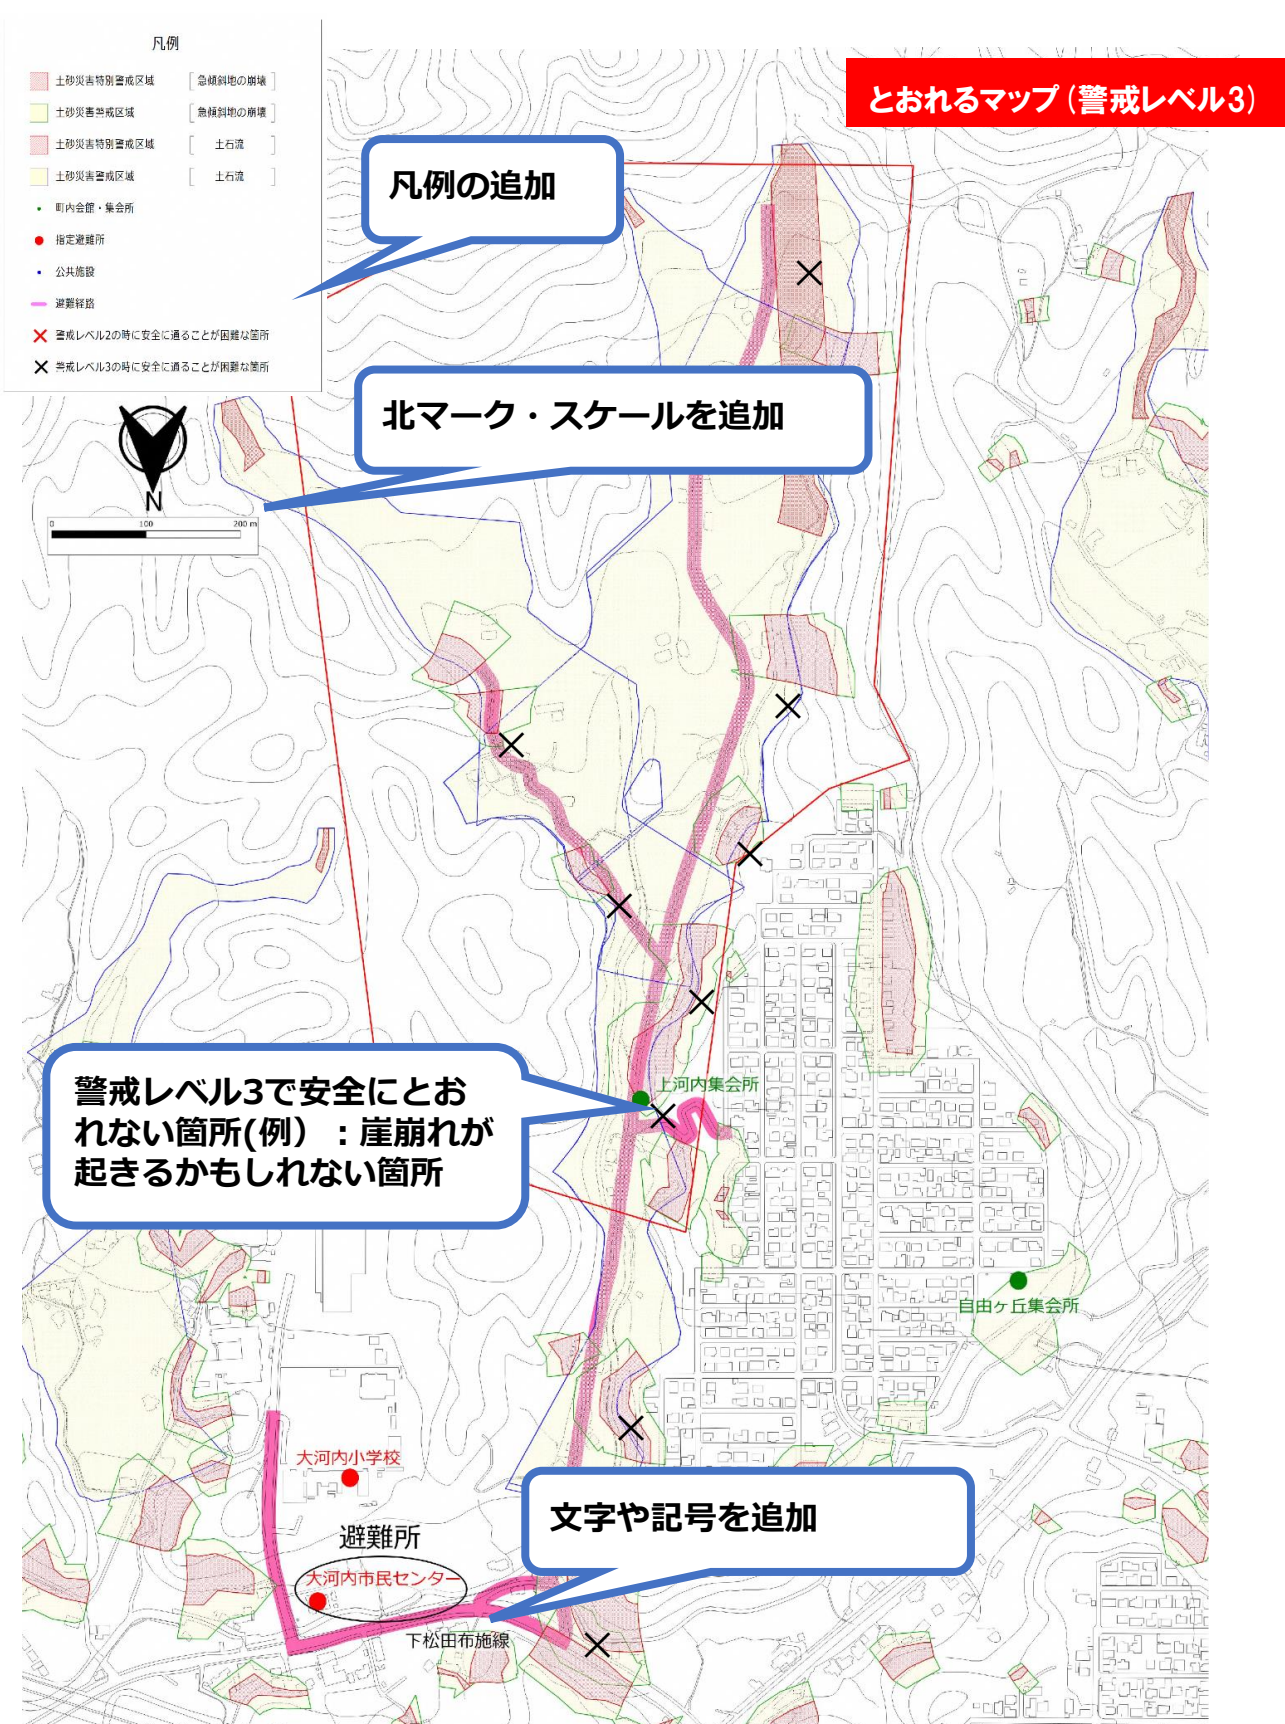 凡例
土砂災害特別警戒区域 [ 急傾斜地の崩壊 ]
土砂災害警戒区域 [ 急傾斜地の崩壊 ]
土砂災害特別警戒区域 [ 土石流 ]
土砂災害警戒区域 [ 土石流 ]
町内会館・集会所
指定避難所
公共施設
避難経路
警戒レベル2の時に安全に通ることが困難な箇所
警戒レベル3の時に安全に通ることが困難な箇所
とおれるマップ(警戒レベル3)
凡例の追加
北マーク・スケールを追加
N
0 100 200 m
警戒レベル3で安全にとお
れない箇所(例）：崖崩れが
起きるかもしれない箇所
上河内集会所
自由ヶ丘集会所
大河内小学校
避難所
大河内市民センター
文字や記号を追加
下松田布施線